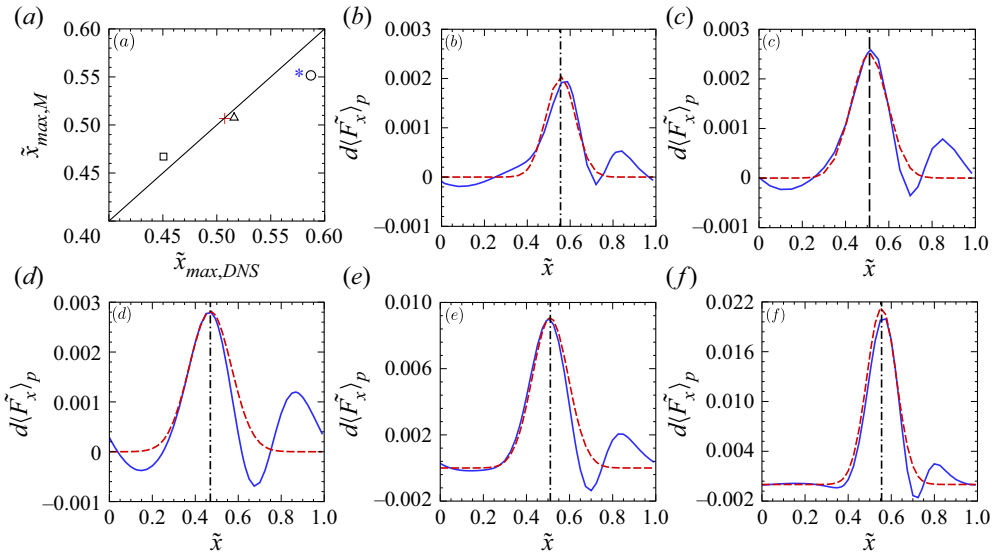 (a)
0.60
(a)
0.55
0.50
0.45
0.40
0.45
0.50
0.55
0.60
x̃max,M
x̃max,DNS
(b)
0.003
(b)
0.002
0.001
0
−0.001
0
0.2
0.4
0.6
0.8
1.0
d⟨F̃x⟩p
x̃
(c)
0.003
(c)
0.002
0.001
0
−0.001
0
0.2
0.4
0.6
0.8
1.0
d⟨F̃x⟩p
x̃
(d)
0.003
(d)
0.002
0.001
0
−0.001
0
0.2
0.4
0.6
0.8
1.0
d⟨F̃x⟩p
x̃
(e)
0.010
(e)
0.006
0.002
−0.002
0
0.2
0.4
0.6
0.8
1.0
d⟨F̃x⟩p
x̃
(f)
0.022
(f)
0.016
0.010
0.004
−0.002
0
0.2
0.4
0.6
0.8
1.0
d⟨F̃x⟩p
x̃